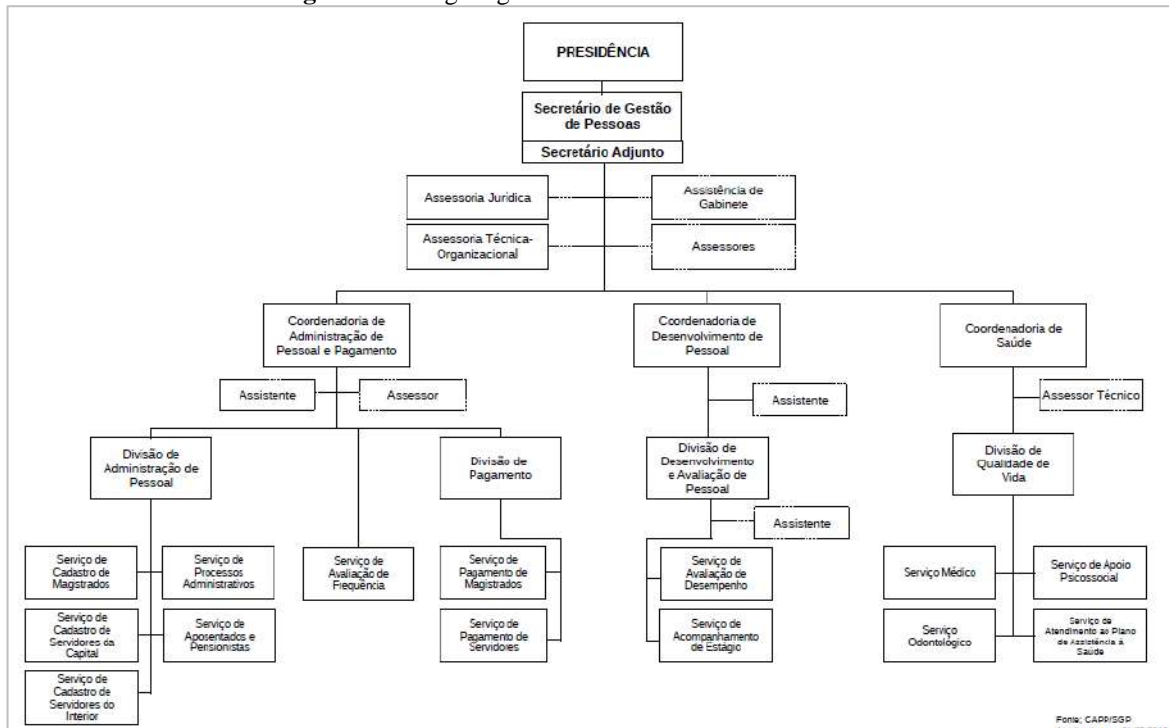 PRESIDÊNCIA
Secretário de Gestão
de Pessoas
Secretário Adjunto
Assessoria Jurídica
Assistência de
Gabinete
Assessoria Técnica-
Organizacional
Assessores
Coordenadoria de
Administração de
Pessoal e Pagamento
Coordenadoria de
Desenvolvimento de
Pessoal
Coordenadoria de
Saúde
Assistente
Assessor
Assistente
Assessor Técnico
Divisão de
Administração de
Pessoal
Divisão de
Pagamento
Divisão de
Desenvolvimento
e Avaliação de
Pessoal
Divisão de
Qualidade de
Vida
Assistente
Serviço de
Cadastro de
Magistrados
Serviço de
Processos
Administrativos
Serviço de
Avaliação de
Frequência
Serviço de
Pagamento de
Magistrados
Serviço de
Avaliação de
Desempenho
Serviço Médico
Serviço de Apoio
Psicossocial
Serviço de
Cadastro de
Servidores da
Capital
Serviço de
Aposentados e
Pensionistas
Serviço de
Pagamento de
Servidores
Serviço de
Acompanhamento
de Estágio
Serviço
Odontológico
Serviço de
Atendimento ao Plano
de Assistência à
Saúde
Serviço de
Cadastro de
Servidores do
Interior
Fonte: CAPP/SGP